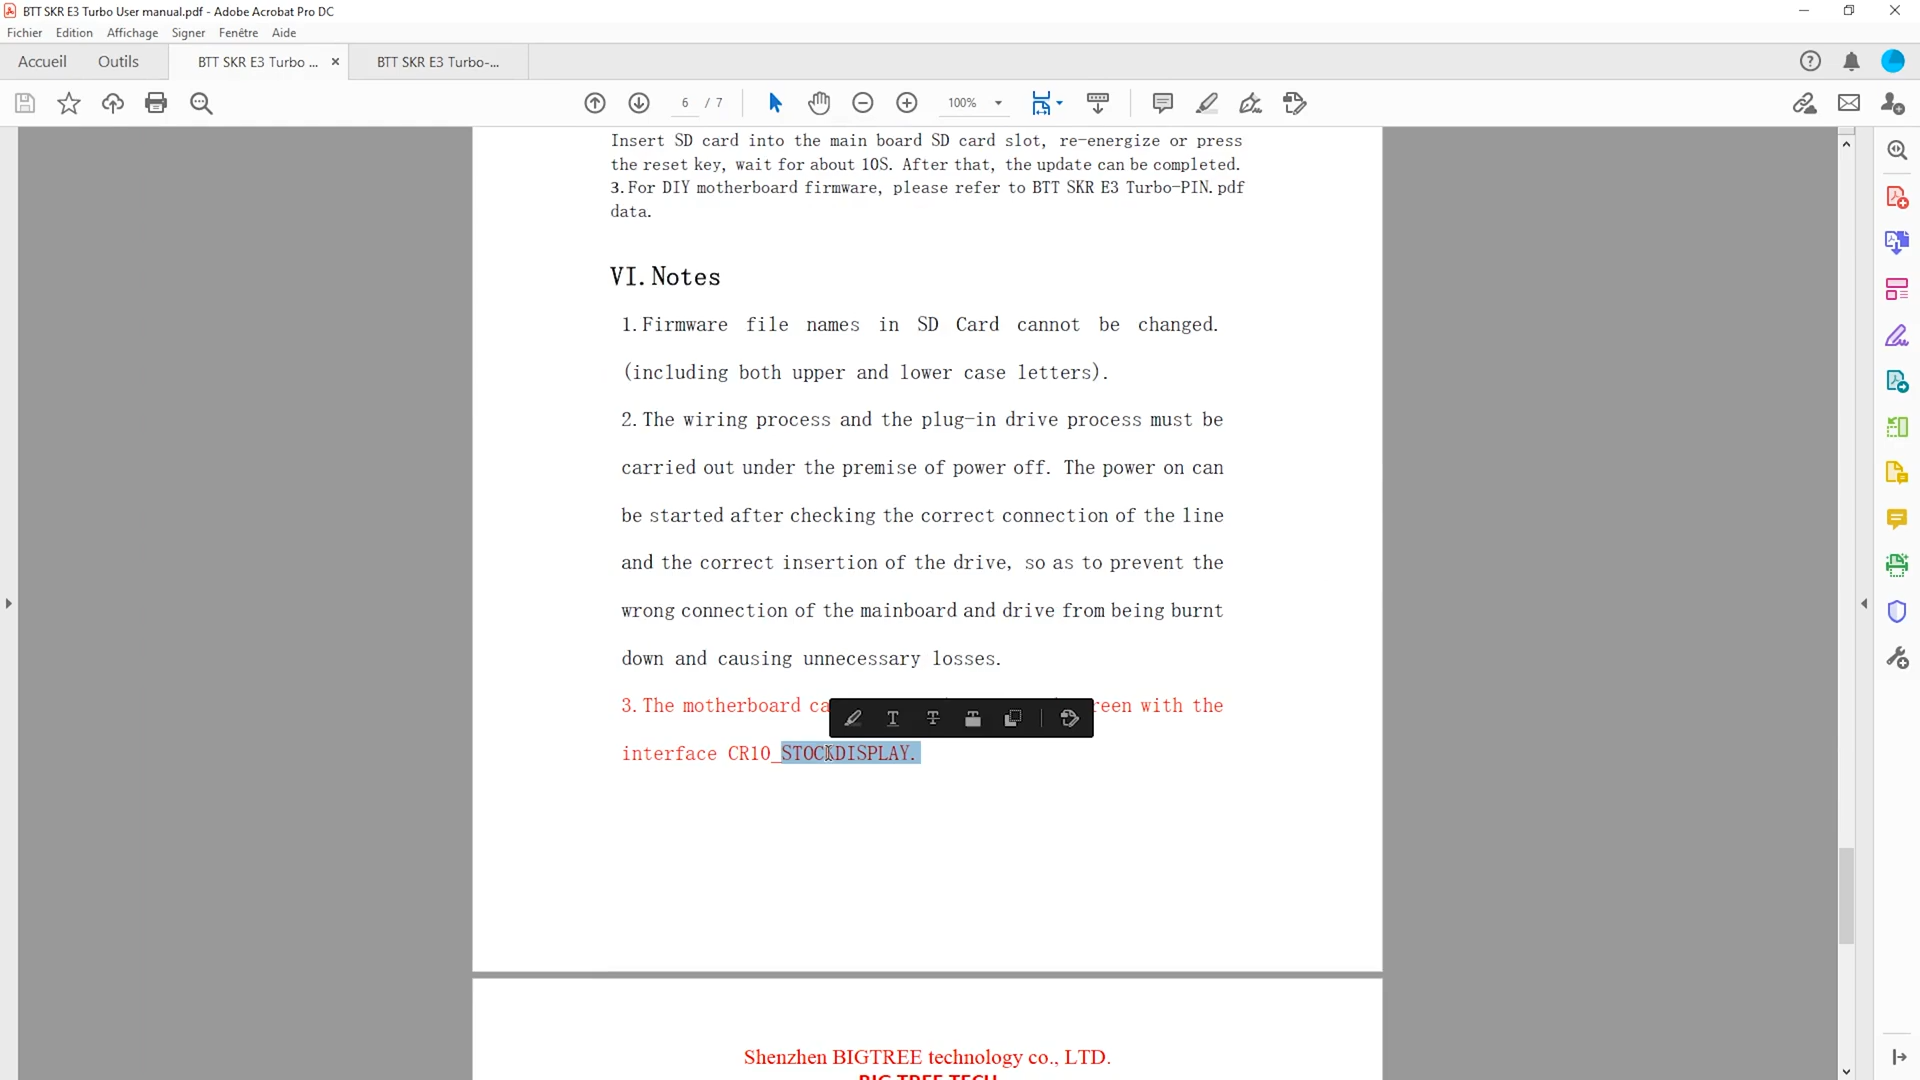 BTT SKR E3 Turbo User manual.pdf - Adobe Acrobat Pro DC
Fichier Edition Affichage Signer Fenêtre Aide
Accueil Outils BTT SKR E3 Turbo ... × BTT SKR E3 Turbo-...
6 / 7 100%
Insert SD card into the main board SD card slot, re-energize or press
the reset key, wait for about 10S. After that, the update can be completed.
3.For DIY motherboard firmware, please refer to BTT SKR E3 Turbo-PIN.pdf
data.
VI.Notes
1.Firmware file names in SD Card cannot be changed.
(including both upper and lower case letters).
2.The wiring process and the plug-in drive process must be
carried out under the premise of power off. The power on can
be started after checking the correct connection of the line
and the correct insertion of the drive, so as to prevent the
wrong connection of the mainboard and drive from being burnt
down and causing unnecessary losses.
3.The motherboard with the
interface CR10_STOCKDISPLAY.
Shenzhen BIGTREE technology co., LTD.
BIG TREE TECH